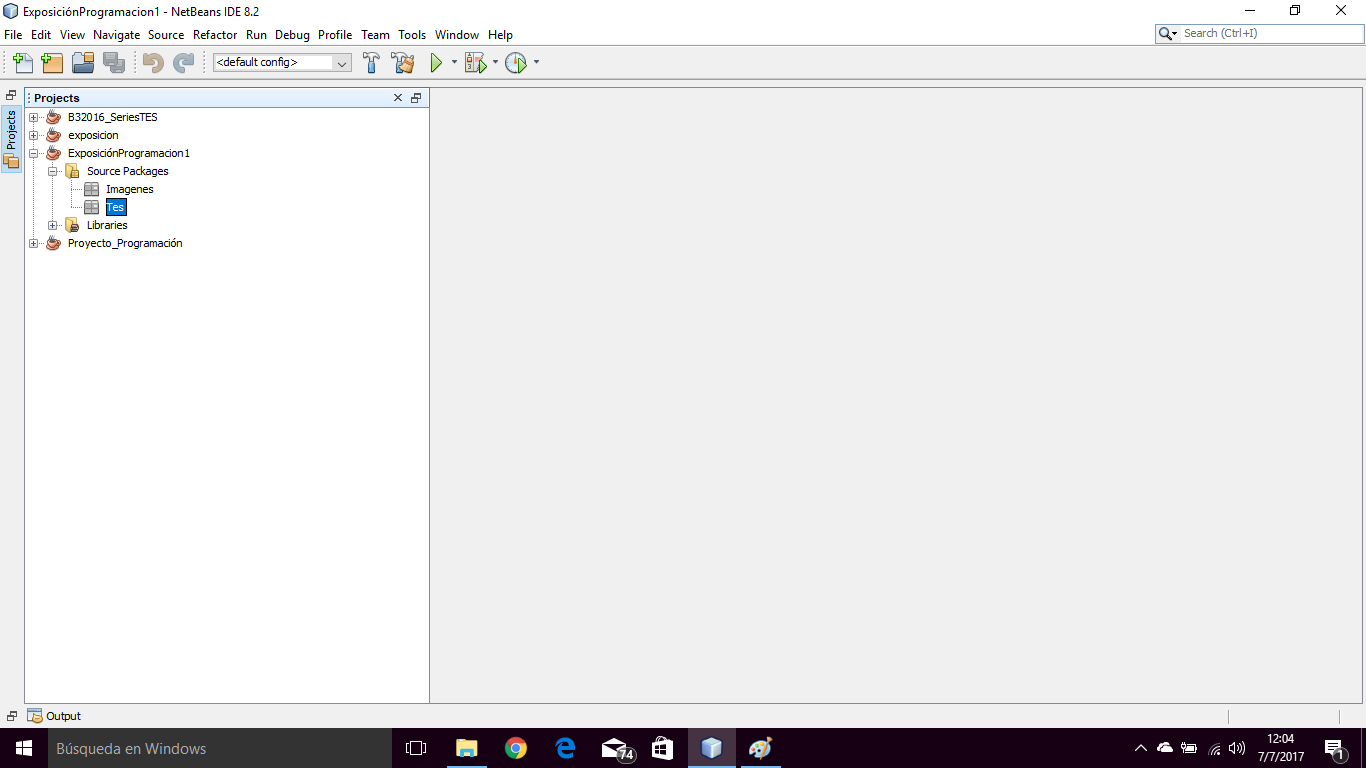 ExposiciónProgramacion1 - NetBeans IDE 8.2
File Edit View Navigate Source Refactor Run Debug Profile Team Tools Window Help
Search (Ctrl+I)
<default config>
Projects
Projects
B32016_SeriesTES
exposicion
ExposiciónProgramacion1
Source Packages
Imagenes
Tes
Libraries
Proyecto_Programación
Output
Búsqueda en Windows
74
12:04
7/7/2017
1